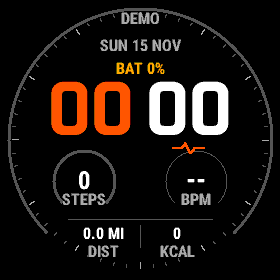 DEMO
SUN 15 NOV
BAT 0%
00 00
0 --
STEPS BPM
0.0 MI 0
DIST KCAL